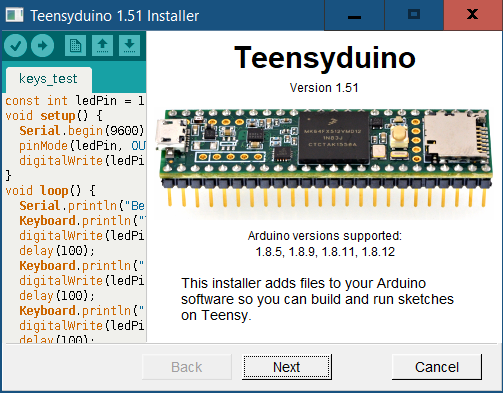 Teensyduino 1.51 Installer
keys_test
const int ledPin = 1
void setup() {
Serial.begin(9600)
pinMode(ledPin, OU
digitalWrite(ledPi
}
void loop() {
Serial.println("Be
Keyboard.println("
digitalWrite(ledPi
delay(100);
Keyboard.println("
digitalWrite(ledPi
delay(100);
Keyboard.println("
digitalWrite(ledPi
delay(100);
Teensyduino
Version 1.51
MK64FX512VMD12
1N83J
Arduino versions supported:
1.8.5, 1.8.9, 1.8.11, 1.8.12
This installer adds files to your Arduino
software so you can build and run sketches
on Teensy.
Back
Next
Cancel